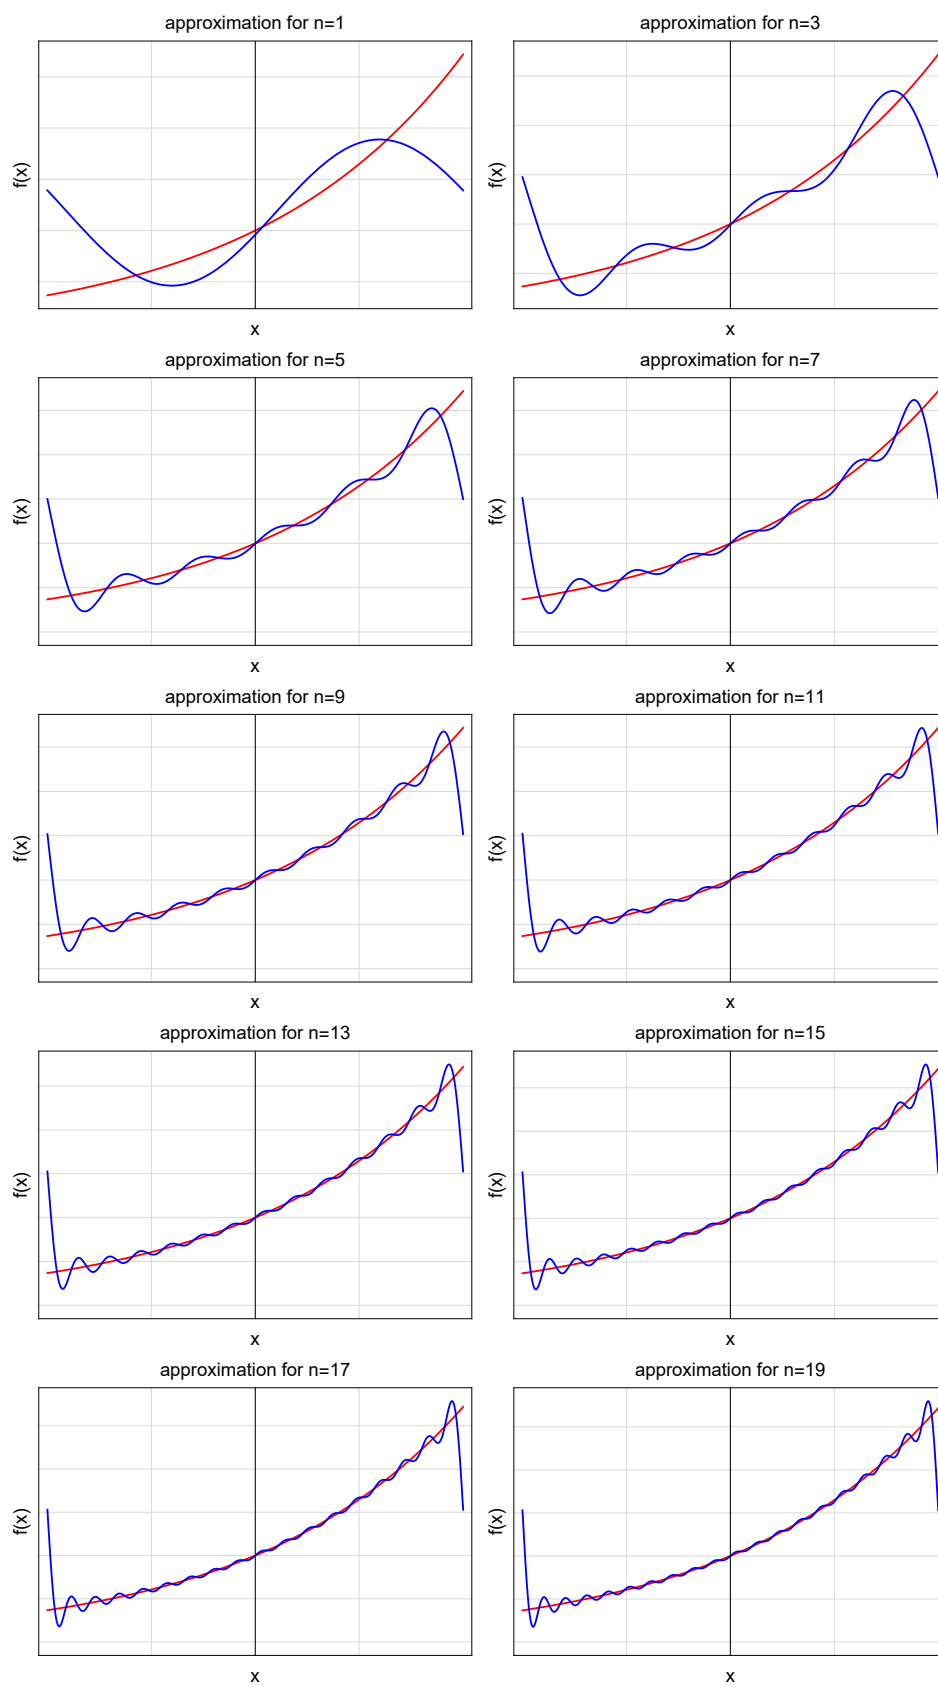 approximation for n=1
f(x)
x
approximation for n=3
f(x)
x
approximation for n=5
f(x)
x
approximation for n=7
f(x)
x
approximation for n=9
f(x)
x
approximation for n=11
f(x)
x
approximation for n=13
f(x)
x
approximation for n=15
f(x)
x
approximation for n=17
f(x)
x
approximation for n=19
f(x)
x